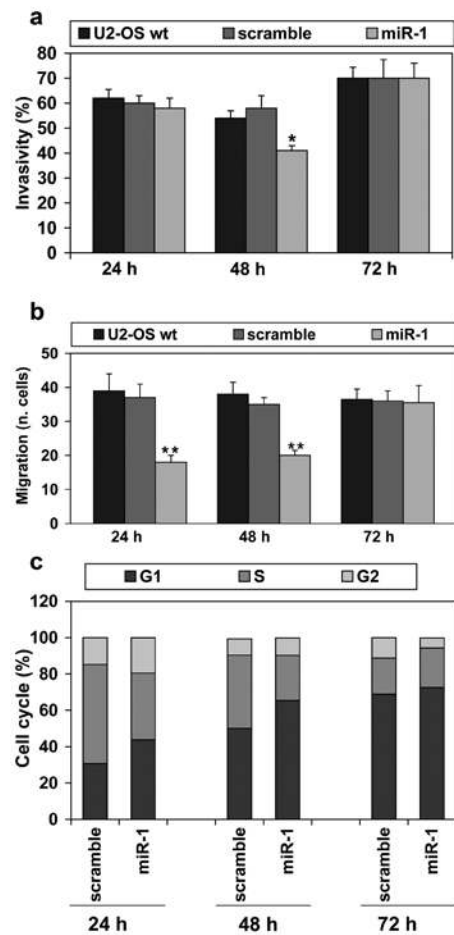 a
U2-OS wt scramble miR-1
Invasivity (%)
80
70
60
50
40
30
20
10
0
*
24 h 48 h 72 h
b
U2-OS wt scramble miR-1
Migration (n. cells)
50
40
30
20
10
0
** **
24 h 48 h 72 h
c
G1 S G2
Cell cycle (%)
120
100
80
60
40
20
0
scramble miR-1 scramble miR-1 scramble miR-1
24 h 48 h 72 h